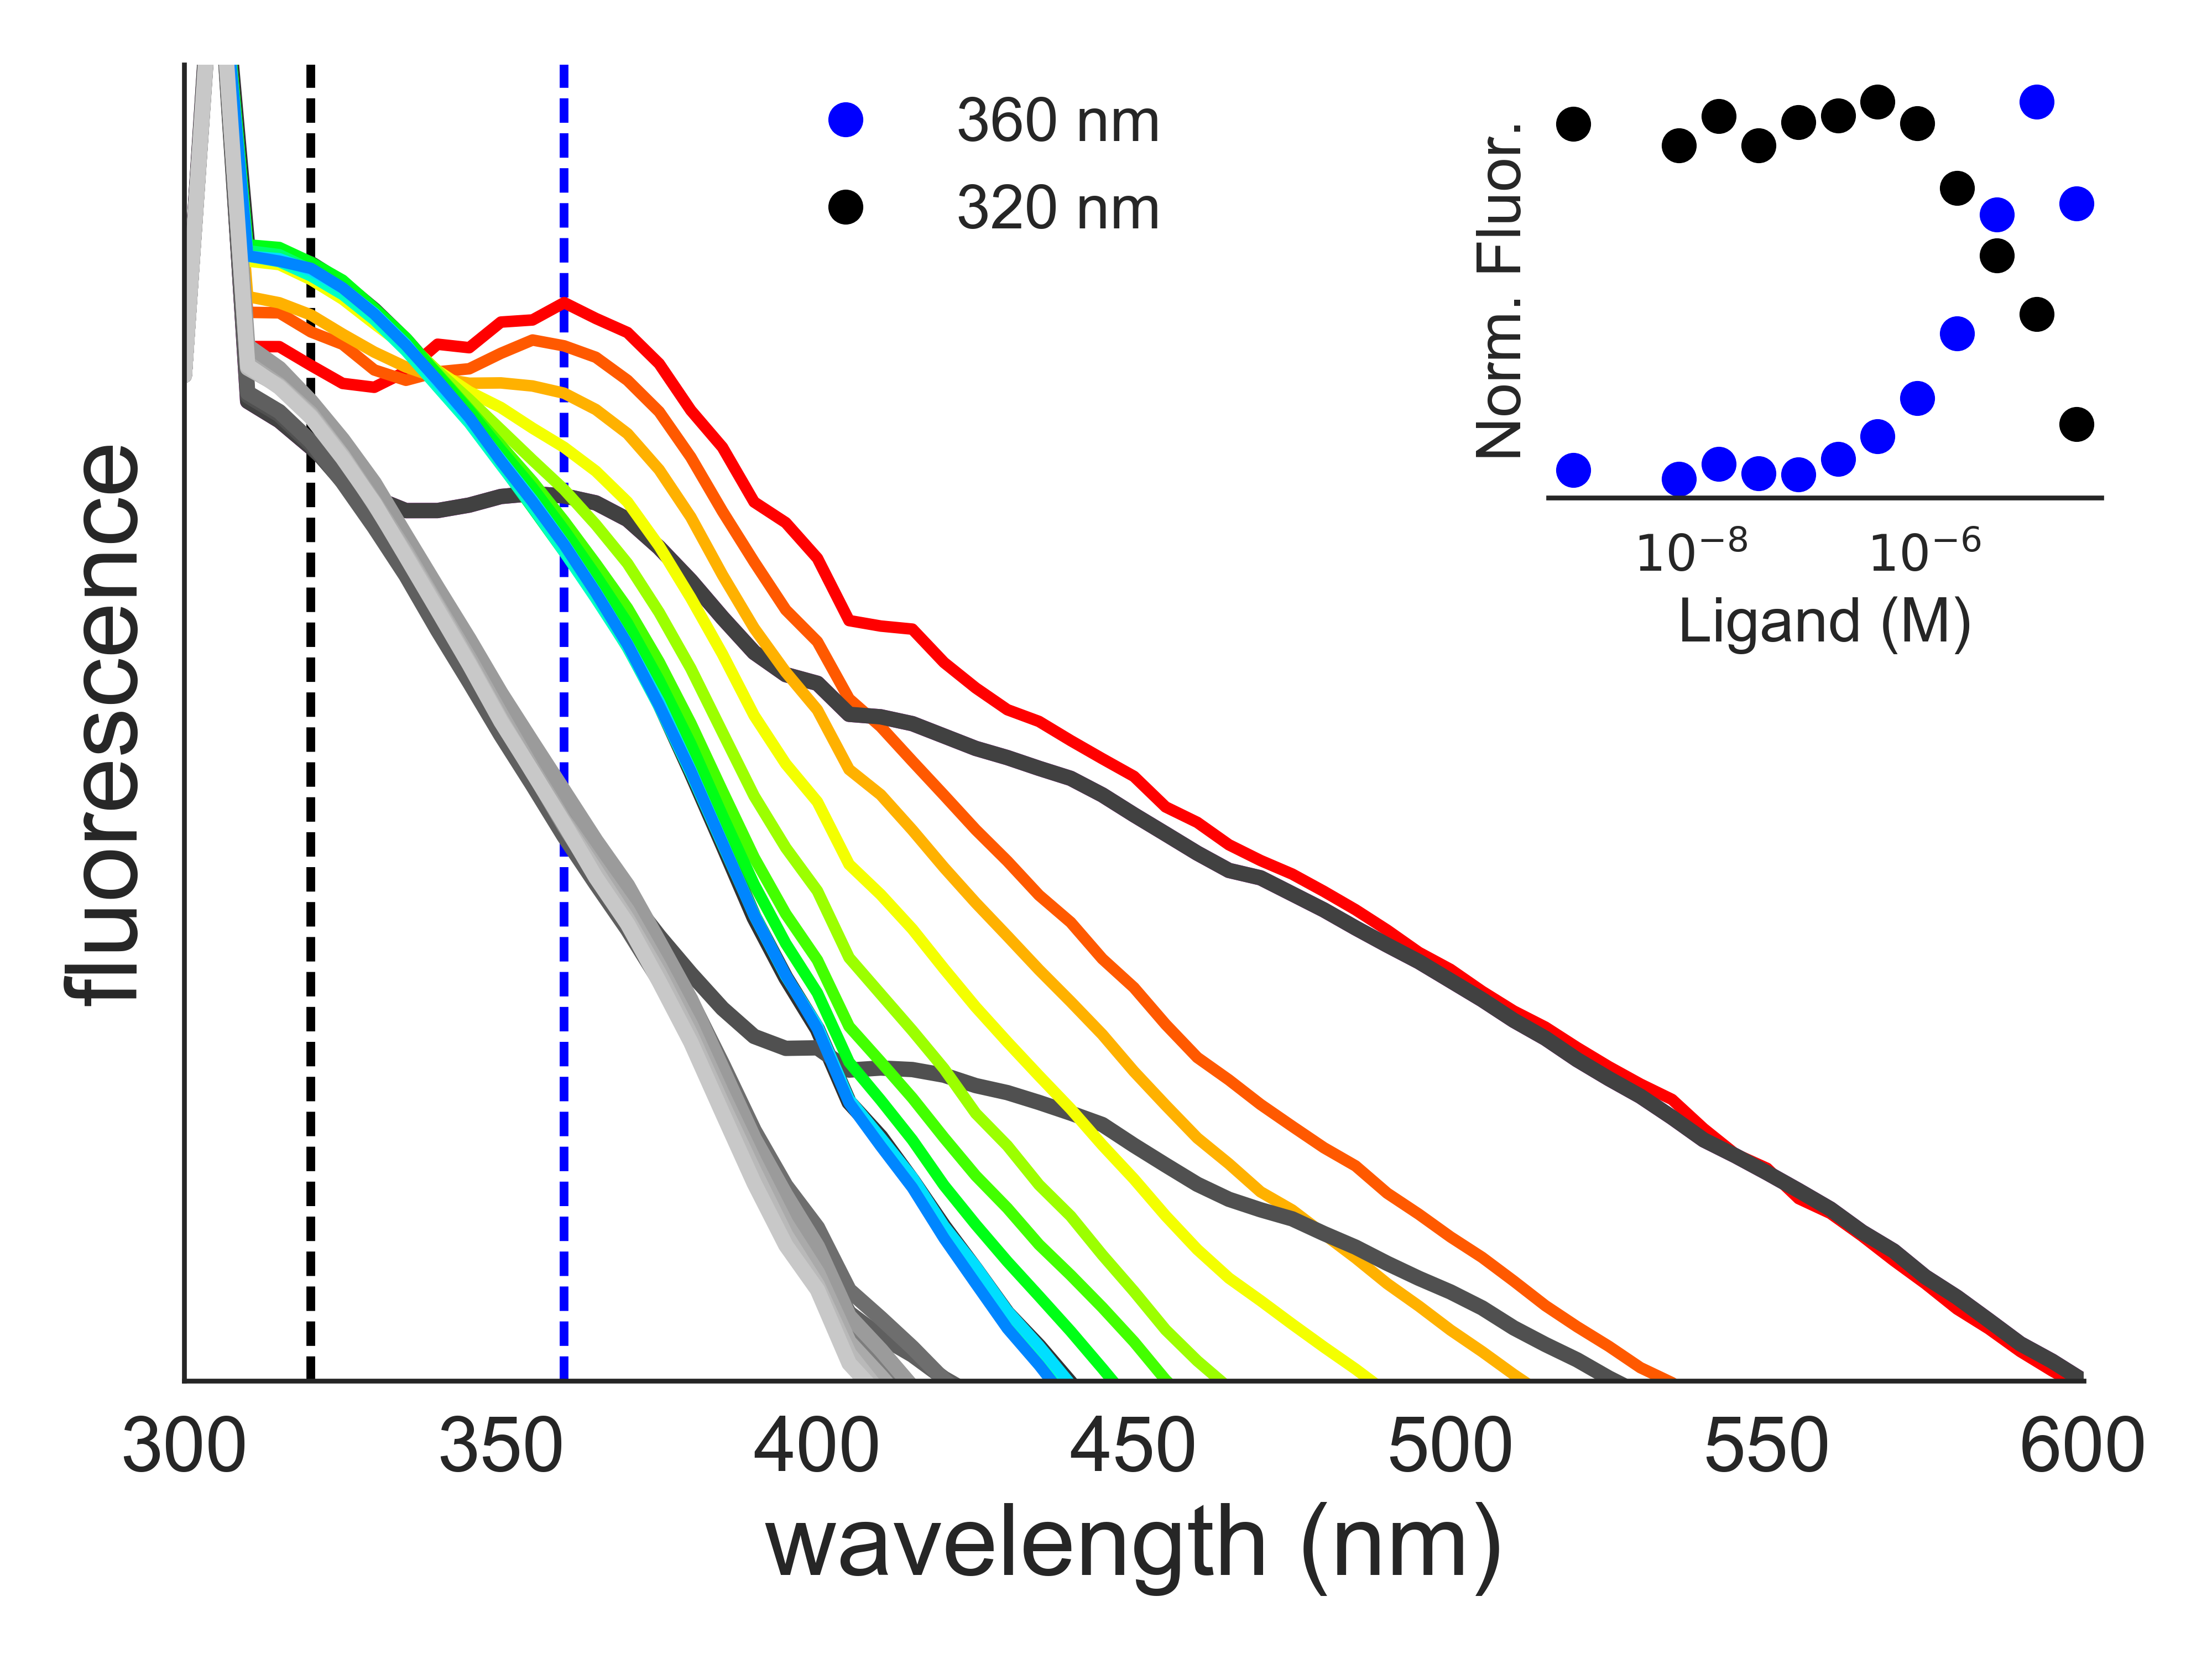 360 nm
320 nm
Norm. Fluor.
10⁻⁸ 10⁻⁶
Ligand (M)
fluorescence
300 350 400 450 500 550 600
wavelength (nm)